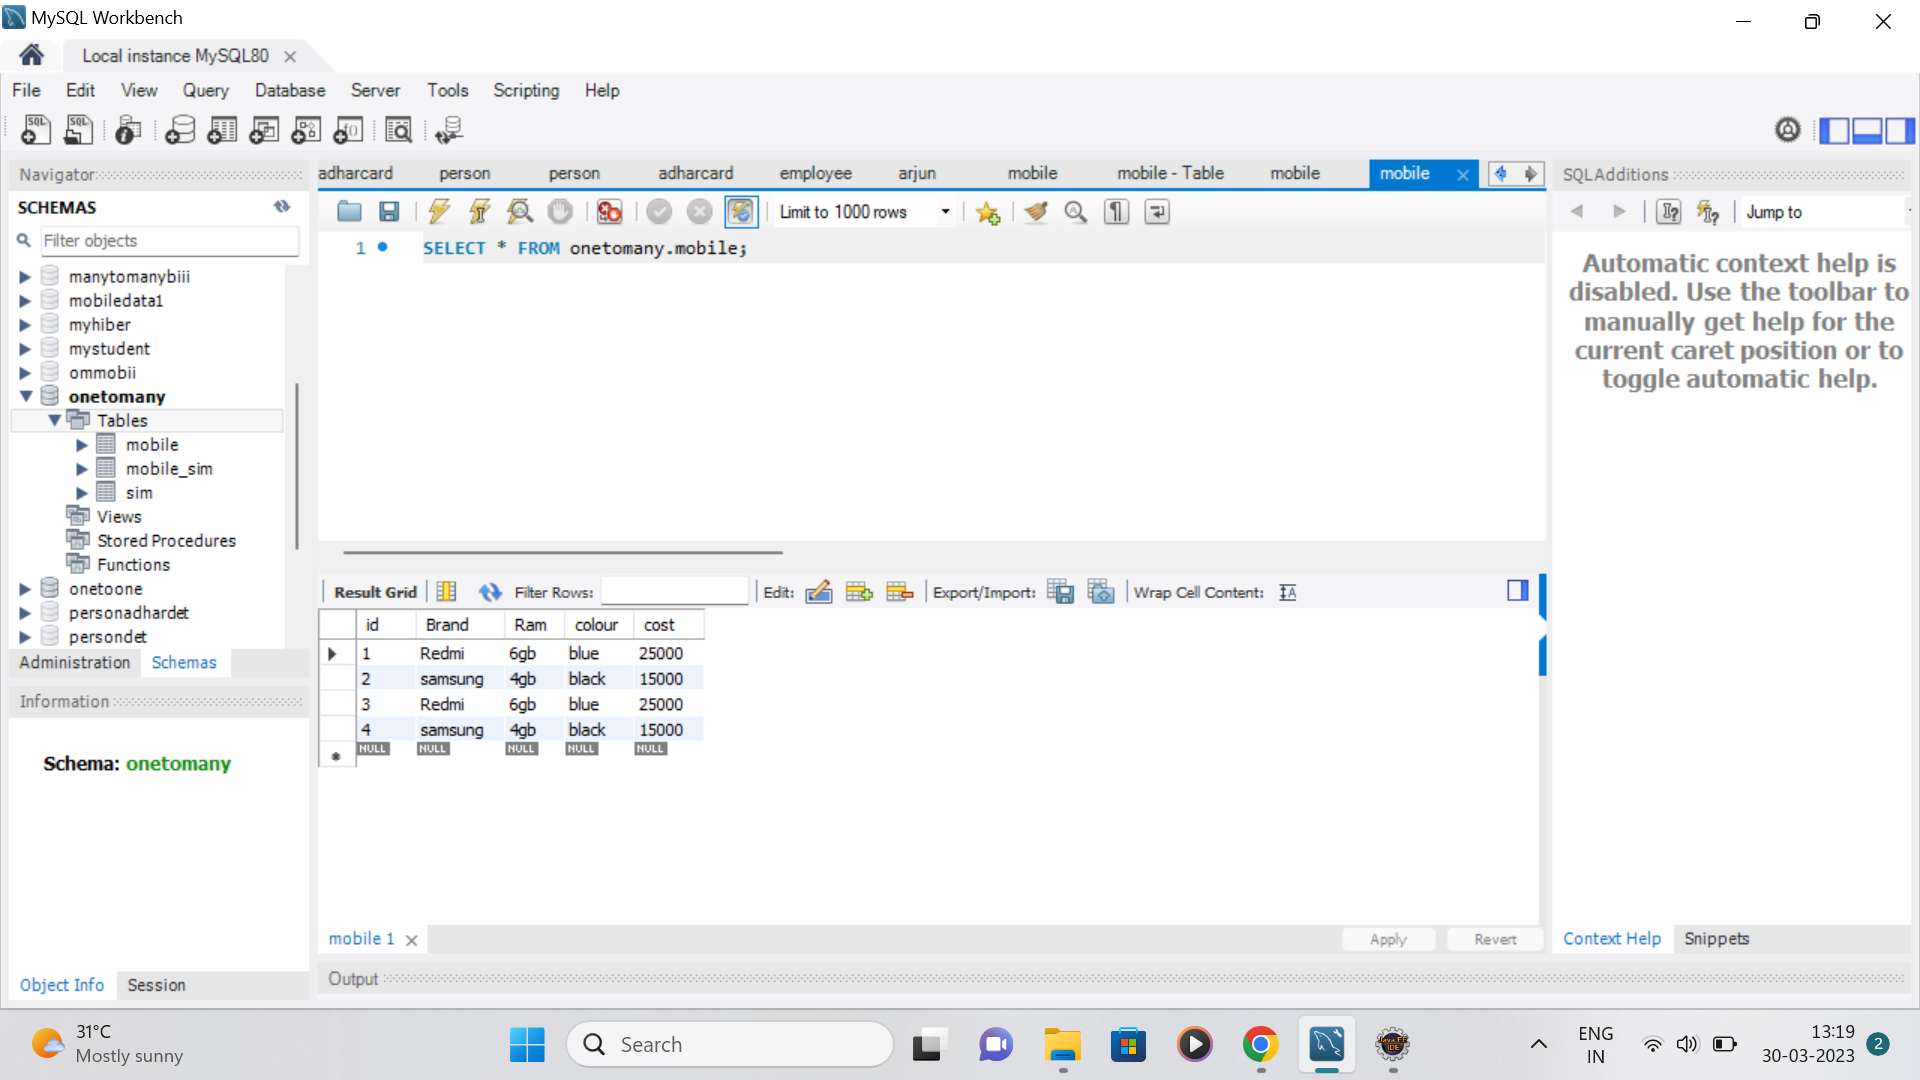 MySQL Workbench
Local instance MySQL80
File Edit View Query Database Server Tools Scripting Help
Navigator
SCHEMAS
Filter objects
manytomanybiii
mobiledata1
myhiber
mystudent
ommobii
onetomany
Tables
mobile
mobile_sim
sim
Views
Stored Procedures
Functions
onetoone
personadhardet
persondet
Administration Schemas
Information
Schema: onetomany
Object Info Session
adharcard person person adharcard employee arjun mobile mobile - Table mobile mobile
Limit to 1000 rows
1 SELECT * FROM onetomany.mobile;
Result Grid Filter Rows: Edit: Export/Import: Wrap Cell Content:
id Brand Ram colour cost
1 Redmi 6gb blue 25000
2 samsung 4gb black 15000
3 Redmi 6gb blue 25000
4 samsung 4gb black 15000
NULL NULL NULL NULL NULL
mobile 1
Apply Revert
Output
SQLAdditions
Jump to
Automatic context help is
disabled. Use the toolbar to
manually get help for the
current caret position or to
toggle automatic help.
Context Help Snippets
31°C
Mostly sunny
Search
ENG
IN
13:19
30-03-2023
2